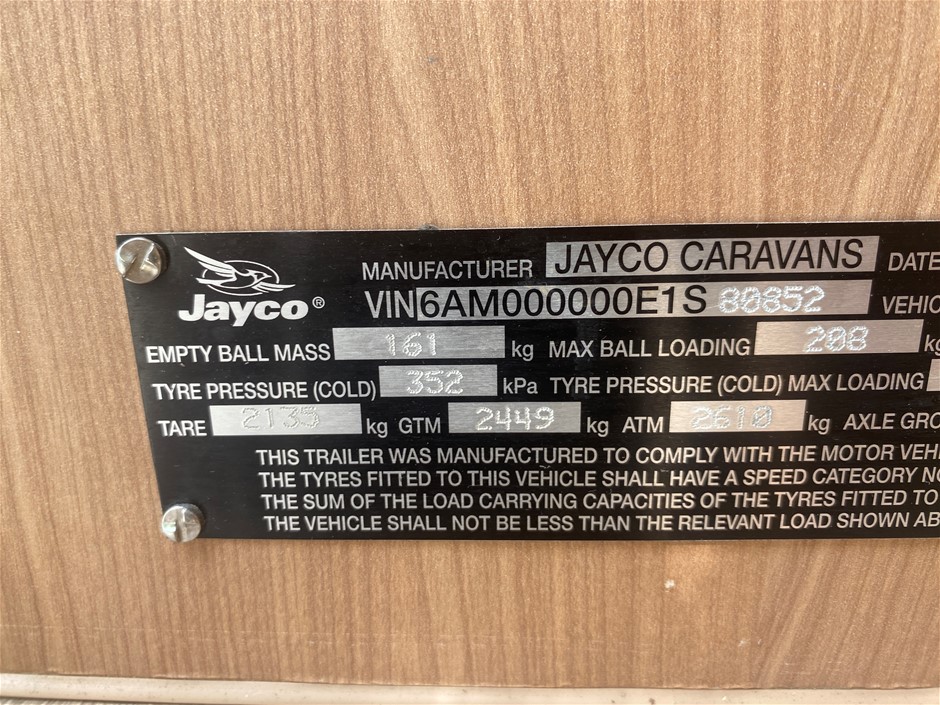 Jayco®
MANUFACTURER JAYCO CARAVANS DATE
VIN 6AM000000E1S 80852 VEHIC
EMPTY BALL MASS 161 kg MAX BALL LOADING 208 kg
TYRE PRESSURE (COLD) 352 kPa TYRE PRESSURE (COLD) MAX LOADING
TARE 2135 kg GTM 2449 kg ATM 2610 kg AXLE GRO
THIS TRAILER WAS MANUFACTURED TO COMPLY WITH THE MOTOR VEHI
THE TYRES FITTED TO THIS VEHICLE SHALL HAVE A SPEED CATEGORY NO
THE SUM OF THE LOAD CARRYING CAPACITIES OF THE TYRES FITTED TO
THE VEHICLE SHALL NOT BE LESS THAN THE RELEVANT LOAD SHOWN AB